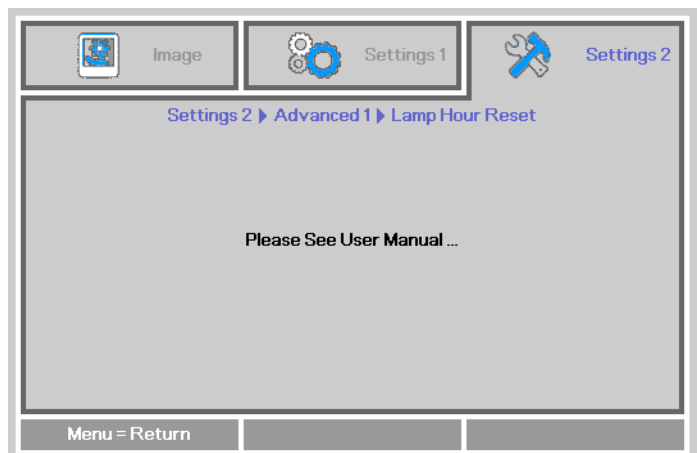 Image
Settings 1
Settings 2
Settings 2 ▶ Advanced 1 ▶ Lamp Hour Reset
Please See User Manual ...
Menu = Return